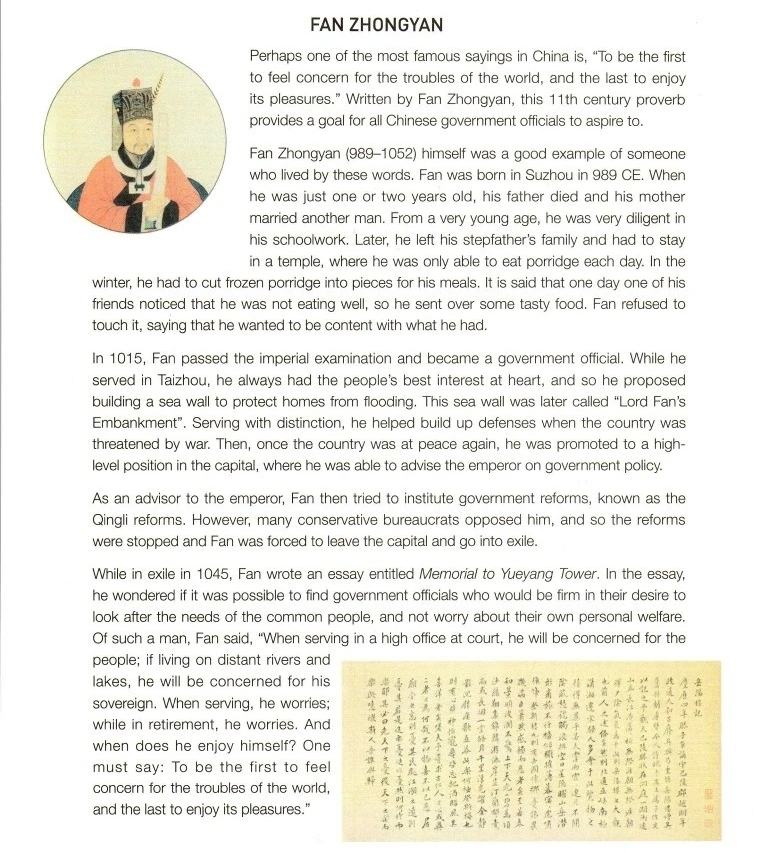 FAN ZHONGYAN
Perhaps one of the most famous sayings in China is, “To be the first
to feel concern for the troubles of the world, and the last to enjoy
its pleasures.” Written by Fan Zhongyan, this 11th century proverb
provides a goal for all Chinese government officials to aspire to.
Fan Zhongyan (989–1052) himself was a good example of someone
who lived by these words. Fan was born in Suzhou in 989 CE. When
he was just one or two years old, his father died and his mother
married another man. From a very young age, he was very diligent in
his schoolwork. Later, he left his stepfather’s family and had to stay
in a temple, where he was only able to eat porridge each day. In the
winter, he had to cut frozen porridge into pieces for his meals. It is said that one day one of his
friends noticed that he was not eating well, so he sent over some tasty food. Fan refused to
touch it, saying that he wanted to be content with what he had.
In 1015, Fan passed the imperial examination and became a government official. While he
served in Taizhou, he always had the people’s best interest at heart, and so he proposed
building a sea wall to protect homes from flooding. This sea wall was later called “Lord Fan’s
Embankment”. Serving with distinction, he helped build up defenses when the country was
threatened by war. Then, once the country was at peace again, he was promoted to a high-
level position in the capital, where he was able to advise the emperor on government policy.
As an advisor to the emperor, Fan then tried to institute government reforms, known as the
Qingli reforms. However, many conservative bureaucrats opposed him, and so the reforms
were stopped and Fan was forced to leave the capital and go into exile.
While in exile in 1045, Fan wrote an essay entitled Memorial to Yueyang Tower. In the essay,
he wondered if it was possible to find government officials who would be firm in their desire to
look after the needs of the common people, and not worry about their own personal welfare.
Of such a man, Fan said, “When serving in a high office at court, he will be concerned for the
people; if living on distant rivers and
lakes, he will be concerned for his
sovereign. When serving, he worries;
while in retirement, he worries. And
when does he enjoy himself? One
must say: To be the first to feel
concern for the troubles of the world,
and the last to enjoy its pleasures.”